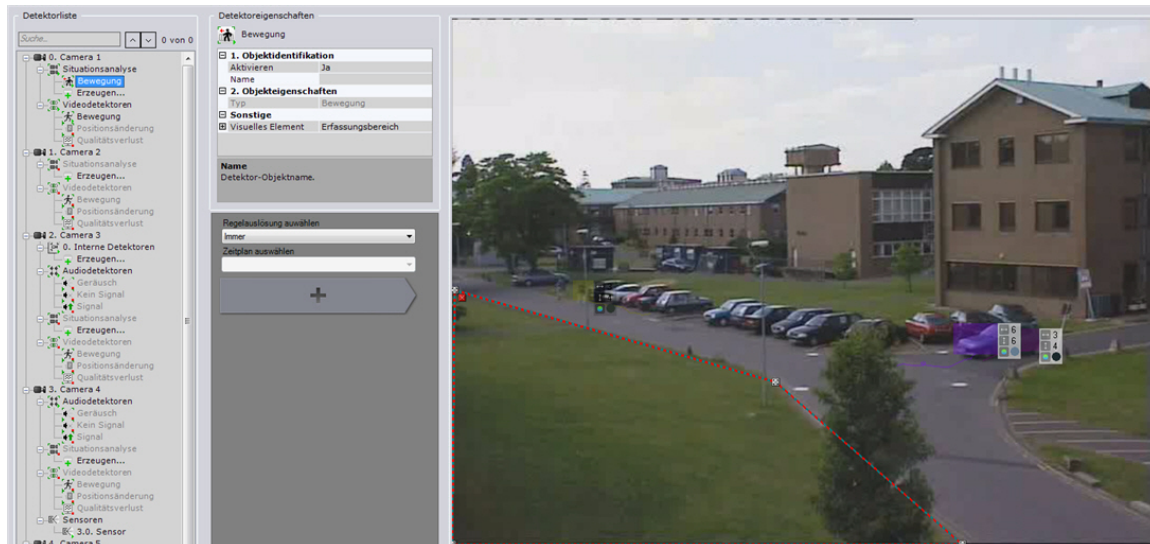 Detektorliste
Suche...
0 von 0
0. Camera 1
Situationsanalyse
Bewegung
Erzeugen...
Videodetektoren
Bewegung
Positionsänderung
Qualitätsverlust
1. Camera 2
Situationsanalyse
Erzeugen...
Videodetektoren
Bewegung
Positionsänderung
Qualitätsverlust
2. Camera 3
0. Interne Detektoren
Erzeugen...
Audiodetektoren
Geräusch
Kein Signal
Signal
Situationsanalyse
Erzeugen...
Videodetektoren
Bewegung
Positionsänderung
Qualitätsverlust
3. Camera 4
Audiodetektoren
Geräusch
Kein Signal
Signal
Situationsanalyse
Erzeugen...
Videodetektoren
Bewegung
Positionsänderung
Qualitätsverlust
Sensoren
3.0. Sensor
4. Camera 5
Detektoreigenschaften
Bewegung
1. Objektidentifikation
Aktivieren Ja
Name
2. Objekteigenschaften
Typ Bewegung
Sonstige
Visuelles Element Erfassungsbereich
Name
Detektor-Objektname.
Regelauslösung auwählen
Immer
Zeitplan auswählen
6
6
3
4